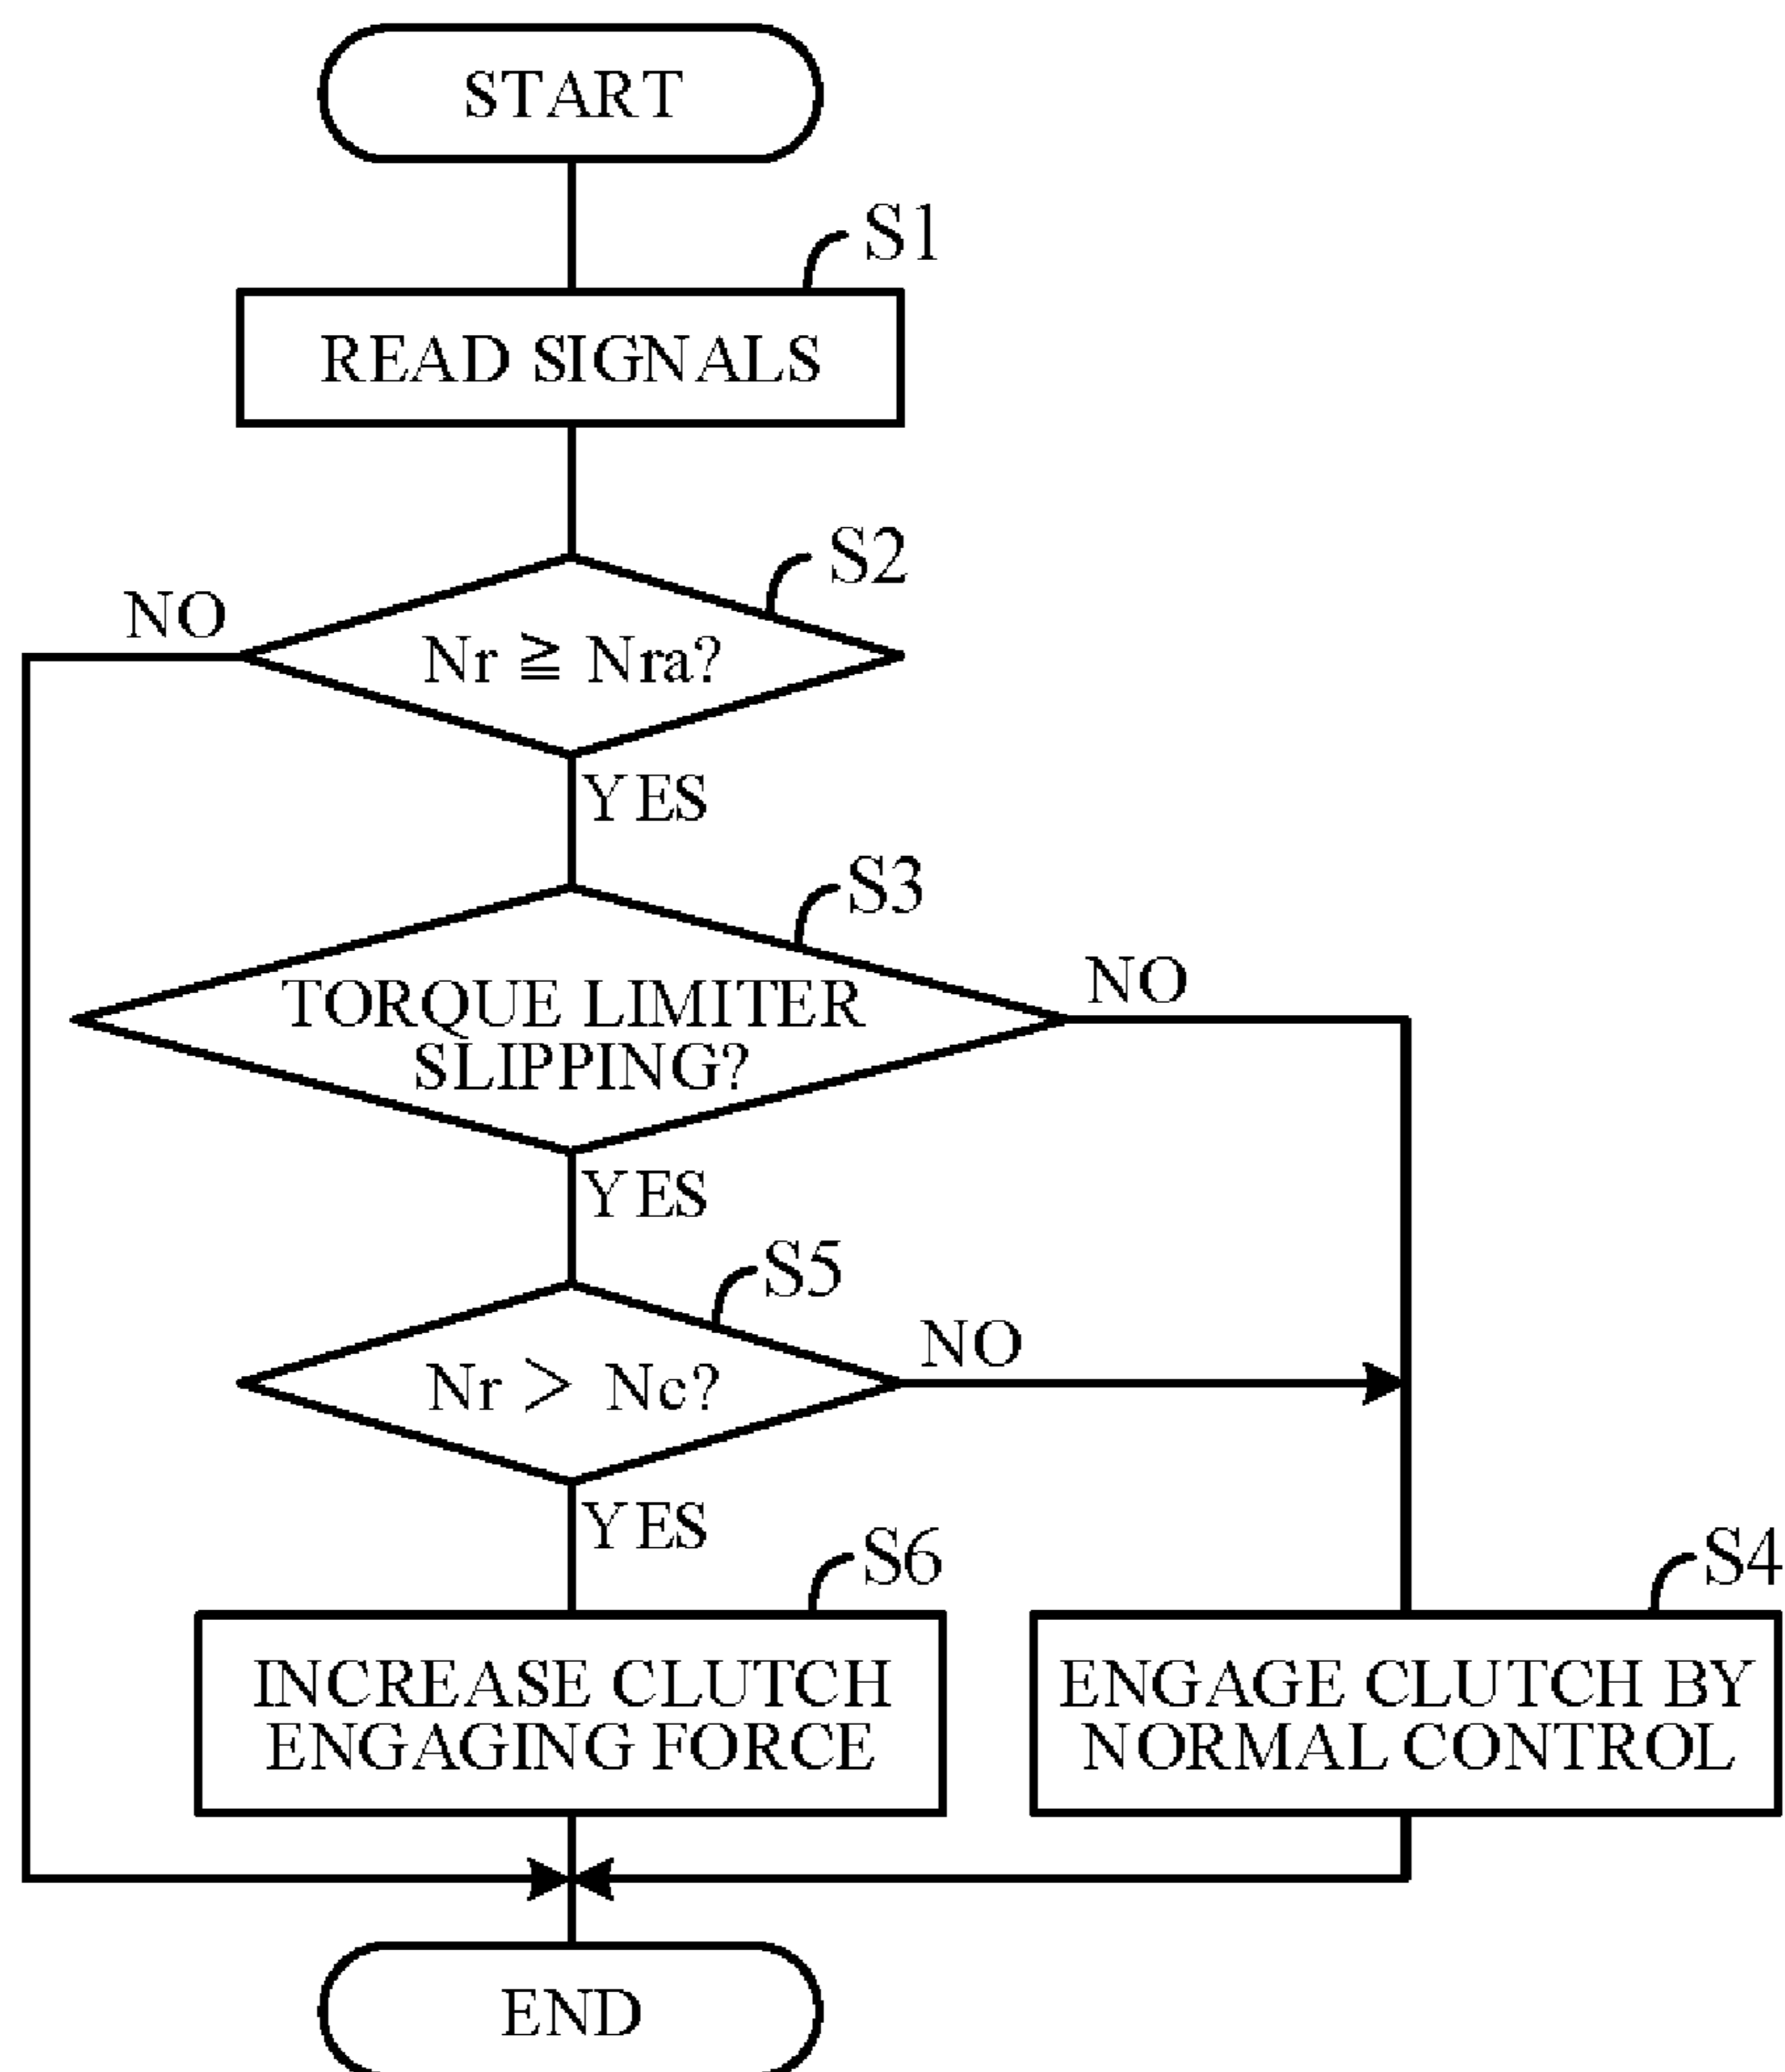 START
S1
READ SIGNALS
S2
NO
Nr ≧ Nra?
YES
S3
NO
TORQUE LIMITER
SLIPPING?
YES
S5
NO
Nr > Nc?
YES
S6
S4
INCREASE CLUTCH
ENGAGING FORCE
ENGAGE CLUTCH BY
NORMAL CONTROL
END